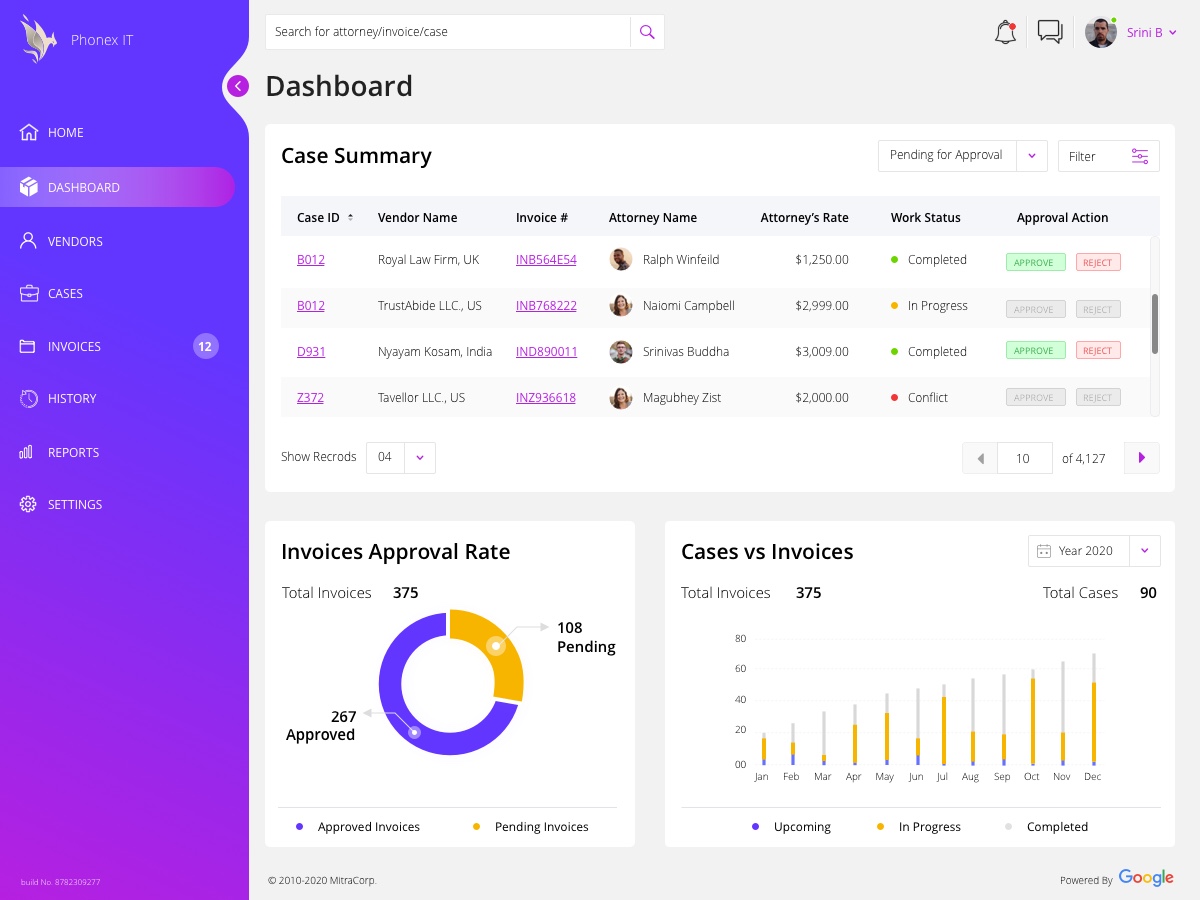 Phonex IT
Search for attorney/invoice/case
Srini B
Dashboard
HOME
DASHBOARD
VENDORS
CASES
INVOICES 12
HISTORY
REPORTS
SETTINGS
build No. 8782309277
Case Summary
Pending for Approval
Filter
Case ID Vendor Name Invoice # Attorney Name Attorney’s Rate Work Status Approval Action
B012 Royal Law Firm, UK INB564E54 Ralph Winfeild $1,250.00 Completed APPROVE REJECT
B012 TrustAbide LLC., US INB768222 Naiomi Campbell $2,999.00 In Progress APPROVE REJECT
D931 Nyayam Kosam, India IND890011 Srinivas Buddha $3,009.00 Completed APPROVE REJECT
Z372 Tavellor LLC., US INZ936618 Magubhey Zist $2,000.00 Conflict APPROVE REJECT
Show Recrods 04
10 of 4,127
Invoices Approval Rate
Total Invoices 375
108
Pending
267
Approved
Approved Invoices Pending Invoices
Cases vs Invoices
Year 2020
Total Invoices 375 Total Cases 90
80
60
40
20
00
Jan Feb Mar Apr May Jun Jul Aug Sep Oct Nov Dec
Upcoming In Progress Completed
© 2010-2020 MitraCorp.
Powered By Google